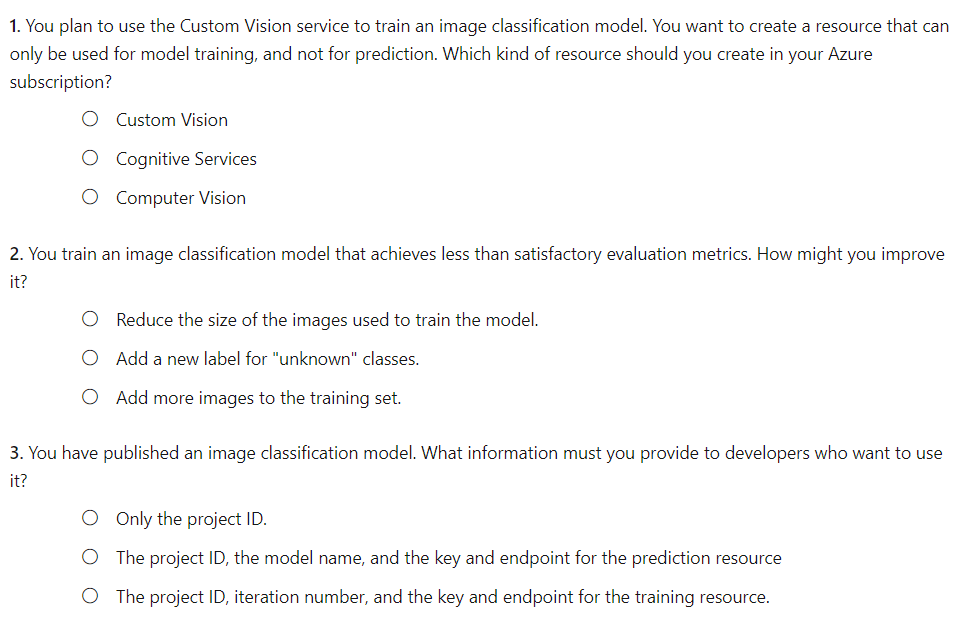 1. You plan to use the Custom Vision service to train an image classification model. You want to create a resource that can
only be used for model training, and not for prediction. Which kind of resource should you create in your Azure
subscription?
Custom Vision
Cognitive Services
Computer Vision
2. You train an image classification model that achieves less than satisfactory evaluation metrics. How might you improve
it?
Reduce the size of the images used to train the model.
Add a new label for "unknown" classes.
Add more images to the training set.
3. You have published an image classification model. What information must you provide to developers who want to use
it?
Only the project ID.
The project ID, the model name, and the key and endpoint for the prediction resource
The project ID, iteration number, and the key and endpoint for the training resource.